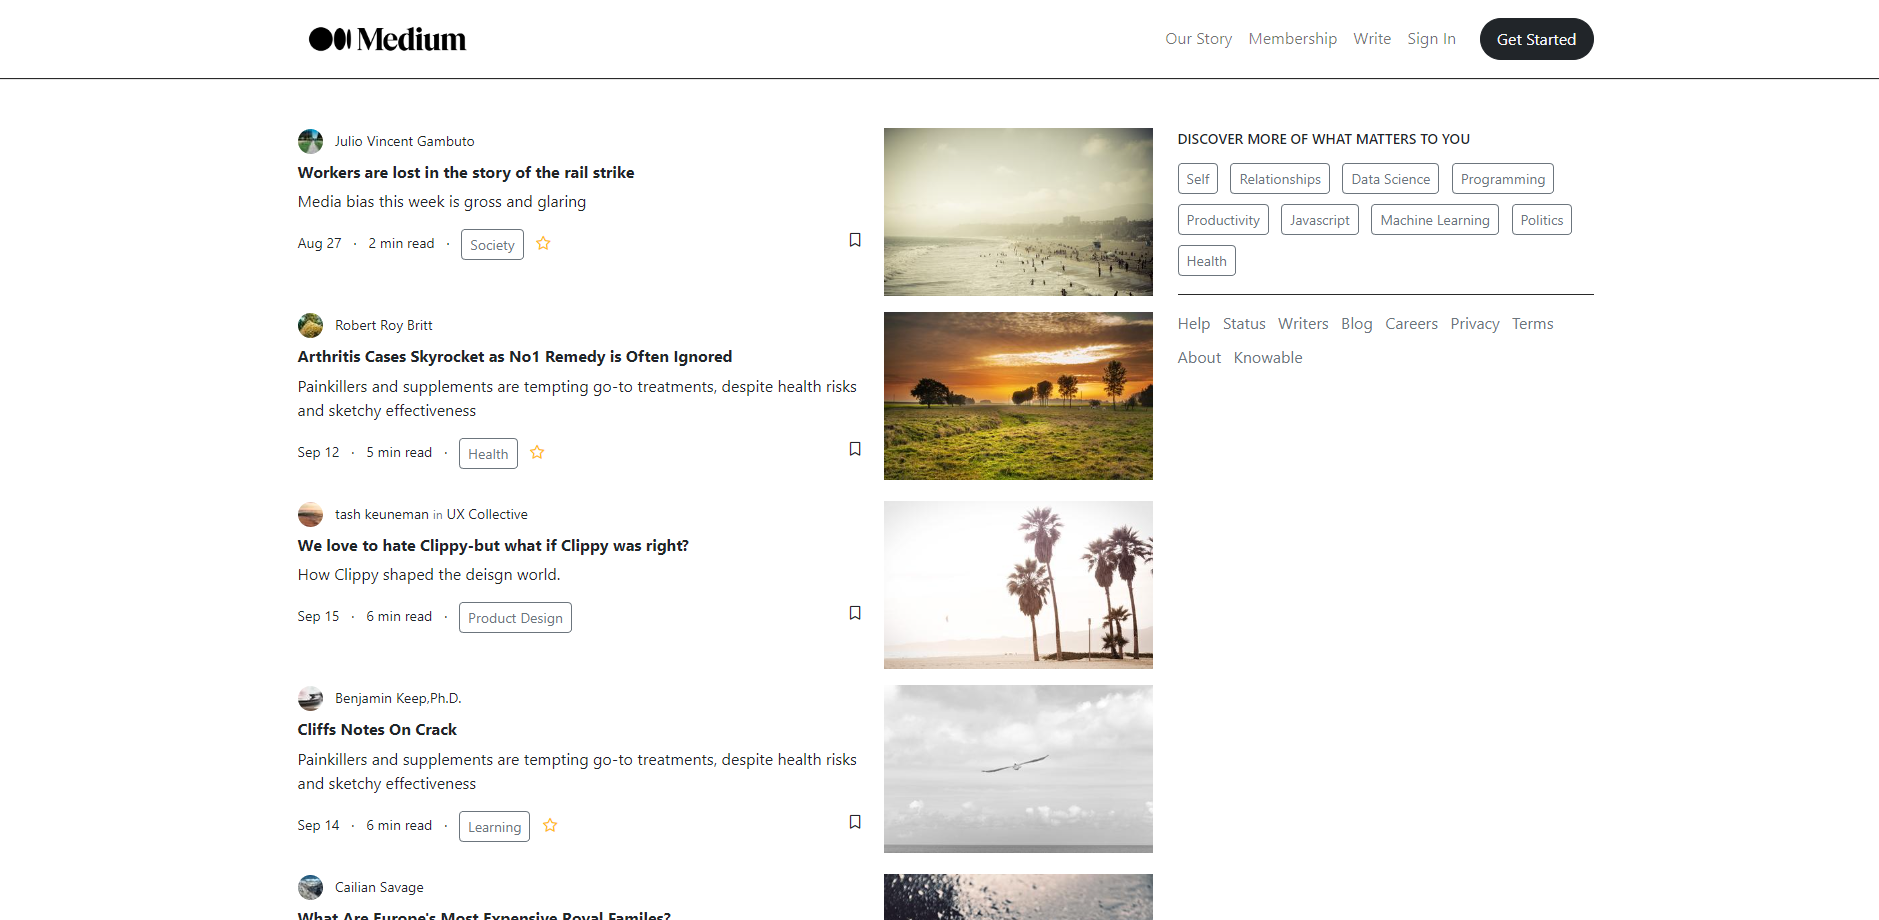 Medium
Our Story Membership Write Sign In Get Started
Julio Vincent Gambuto
Workers are lost in the story of the rail strike
Media bias this week is gross and glaring
Aug 27 · 2 min read · Society
Robert Roy Britt
Arthritis Cases Skyrocket as No1 Remedy is Often Ignored
Painkillers and supplements are tempting go-to treatments, despite health risks
and sketchy effectiveness
Sep 12 · 5 min read · Health
tash keuneman in UX Collective
We love to hate Clippy-but what if Clippy was right?
How Clippy shaped the deisgn world.
Sep 15 · 6 min read · Product Design
Benjamin Keep,Ph.D.
Cliffs Notes On Crack
Painkillers and supplements are tempting go-to treatments, despite health risks
and sketchy effectiveness
Sep 14 · 6 min read · Learning
Cailian Savage
What Are Europe's Most Expensive Royal Familes?
DISCOVER MORE OF WHAT MATTERS TO YOU
Self Relationships Data Science Programming
Productivity Javascript Machine Learning Politics
Health
Help Status Writers Blog Careers Privacy Terms
About Knowable